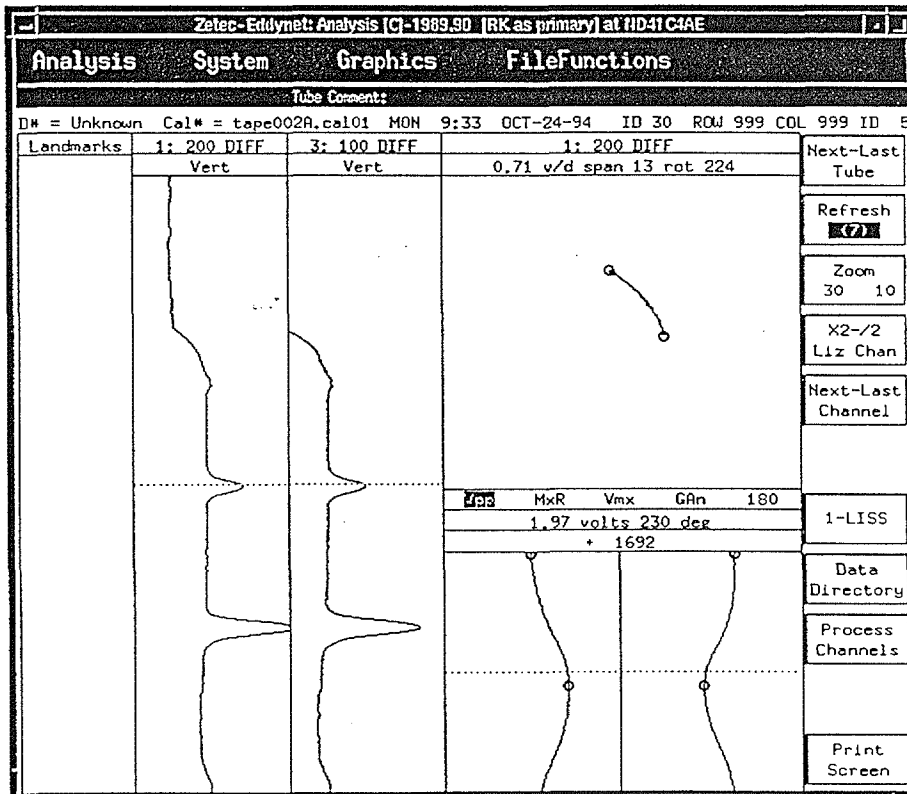 Zetec-Eddynet: Analysis [C]-1989,90 [RK as primary] at HD41C4AE
Analysis System Graphics FileFunctions
Tube Comment:
D# = Unknown Cal# = tape002A.cal01 MON 9:33 OCT-24-94 ID 30 ROW 999 COL 999 ID 5
Landmarks 1: 200 DIFF 3: 100 DIFF 1: 200 DIFF
Vert Vert 0.71 v/d span 13 rot 224
Next-Last
Tube
Refresh
(7)
Zoom
30 10
X2-/2
Liz Chan
Next-Last
Channel
Vpp MxR Vmx GAn 180
1.97 volts 230 deg
+ 1692
1-LISS
Data
Directory
Process
Channels
Print
Screen